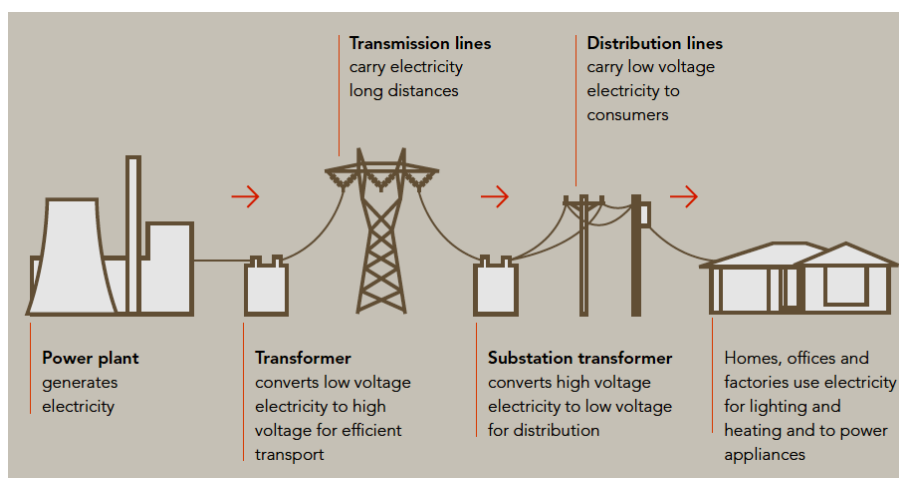 Transmission lines
carry electricity
long distances
Distribution lines
carry low voltage
electricity to
consumers
Power plant
generates
electricity
Transformer
converts low voltage
electricity to high
voltage for efficient
transport
Substation transformer
converts high voltage
electricity to low voltage
for distribution
Homes, offices and
factories use electricity
for lighting and
heating and to power
appliances